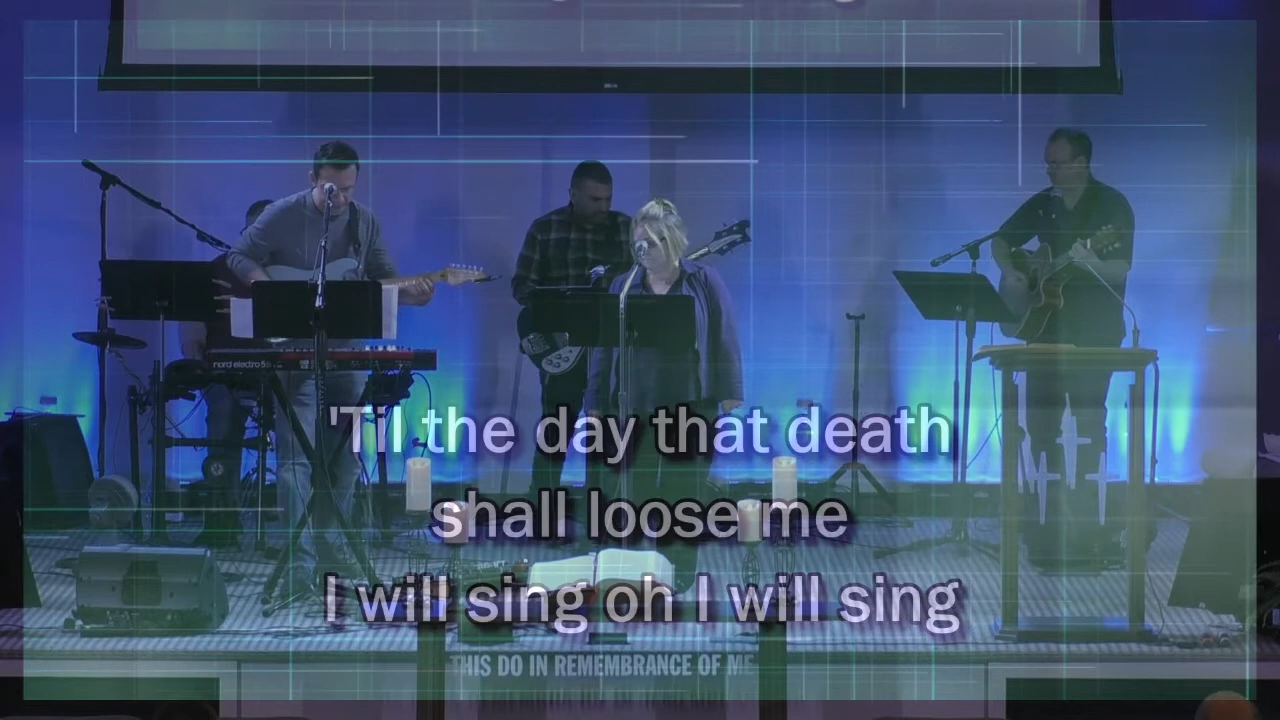 nord electro 5
'Til the day that death
shall loose me
I will sing oh I will sing
THIS DO IN REMEMBRANCE OF ME